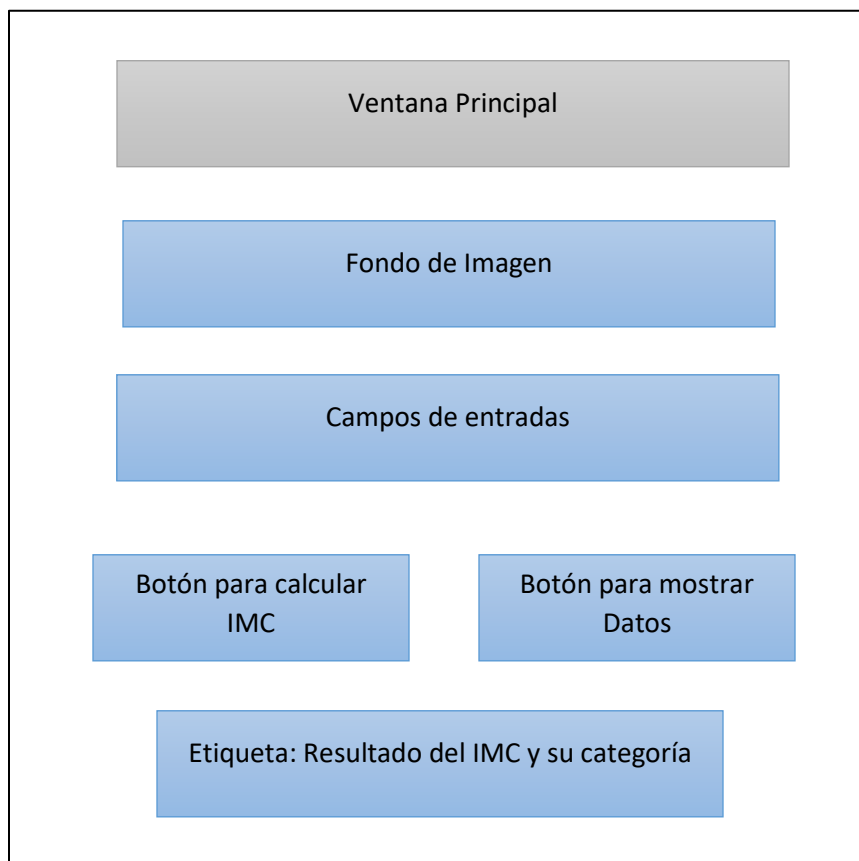 Ventana Principal
Fondo de Imagen
Campos de entradas
Botón para calcular
IMC
Botón para mostrar
Datos
Etiqueta: Resultado del IMC y su categoría